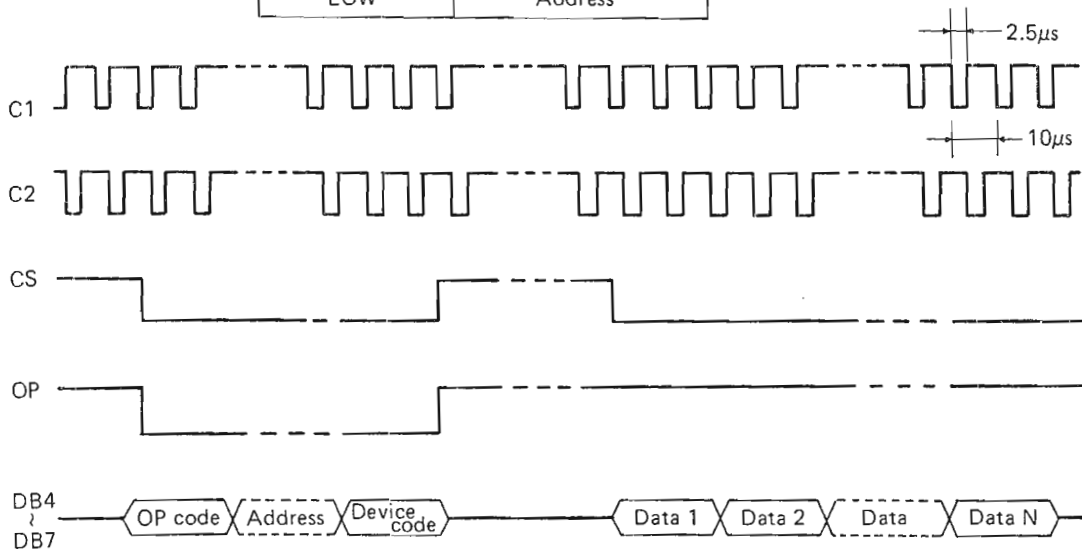 LOW Address
2.5μs
C1
10μs
C2
CS
OP
DB4
≀
DB7
OP code Address Device code
Data 1 Data 2 Data Data N